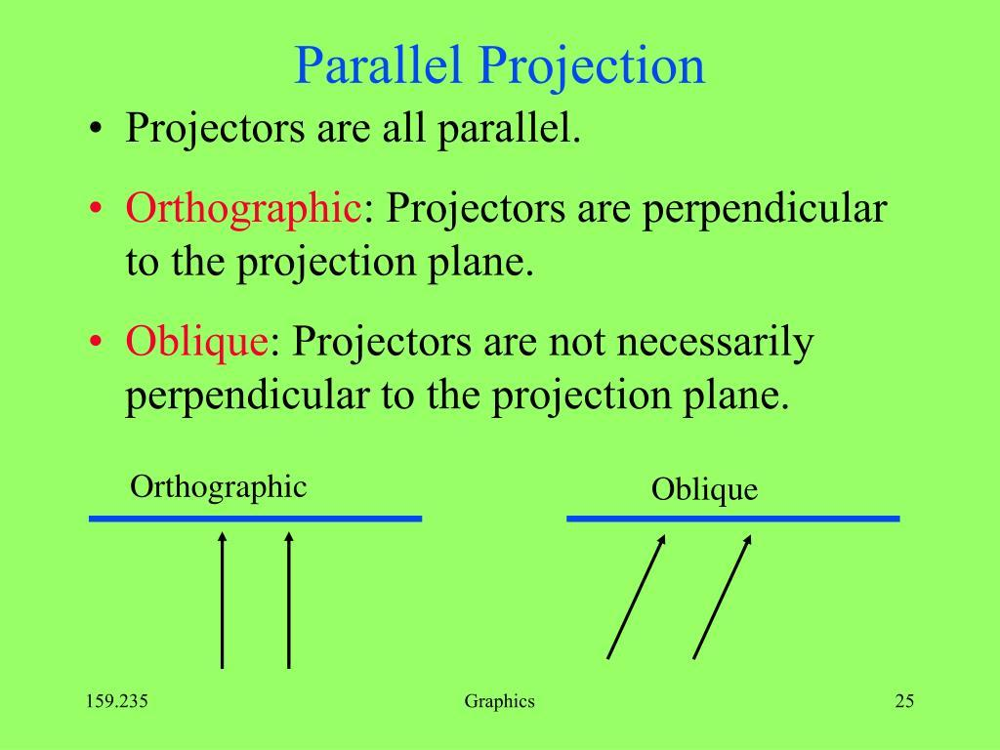 Parallel Projection
• Projectors are all parallel.
• Orthographic: Projectors are perpendicular
to the projection plane.
• Oblique: Projectors are not necessarily
perpendicular to the projection plane.
Orthographic
Oblique
159.235
Graphics
25